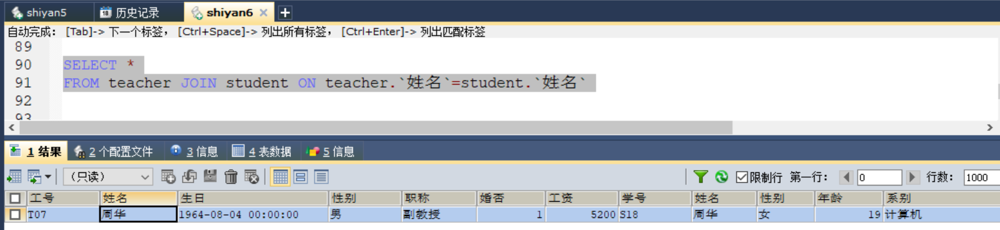 shiyan5 历史记录 shiyan6
自动完成： [Tab]-> 下一个标签， [Ctrl+Space]-> 列出所有标签， [Ctrl+Enter]-> 列出匹配标签
89
90 SELECT *
91 FROM teacher JOIN student ON teacher.`姓名`=student.`姓名`
92
93
1 结果 2 个配置文件 3 信息 4 表数据 5 信息
（只读） 限制行 第一行： 0 行数： 1000
工号 姓名 生日 性别 职称 婚否 工资 学号 姓名 性别 年龄 系别
T07 周华 1964-08-04 00:00:00 男 副教授 1 5200 S18 周华 女 19 计算机